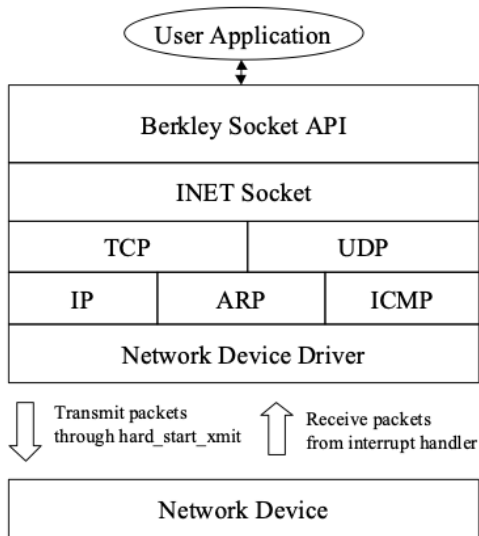 User Application
Berkley Socket API
INET Socket
TCP
UDP
IP
ARP
ICMP
Network Device Driver
Transmit packets
through hard_start_xmit
Receive packets
from interrupt handler
Network Device